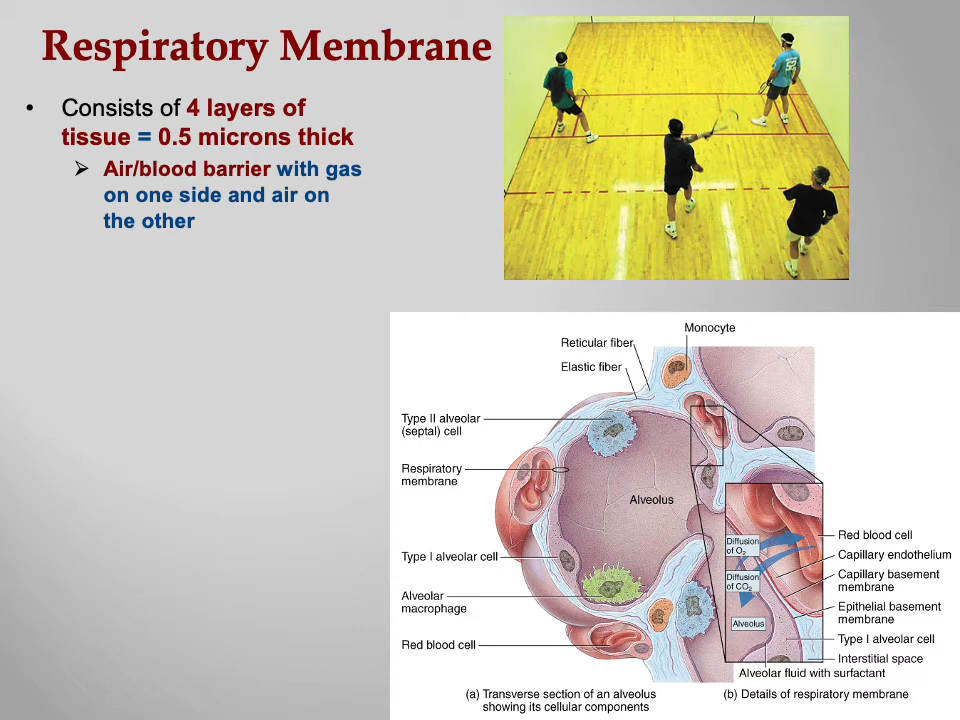 Respiratory Membrane
• Consists of 4 layers of
tissue = 0.5 microns thick
➢ Air/blood barrier with gas
on one side and air on
the other
Monocyte
Reticular fiber
Elastic fiber
Type II alveolar
(septal) cell
Respiratory
membrane
Alveolus
Type I alveolar cell
Alveolar
macrophage
Red blood cell
Diffusion
of O2
Diffusion
of CO2
Alveolus
Red blood cell
Capillary endothelium
Capillary basement
membrane
Epithelial basement
membrane
Type I alveolar cell
Interstitial space
Alveolar fluid with surfactant
(a) Transverse section of an alveolus
showing its cellular components
(b) Details of respiratory membrane